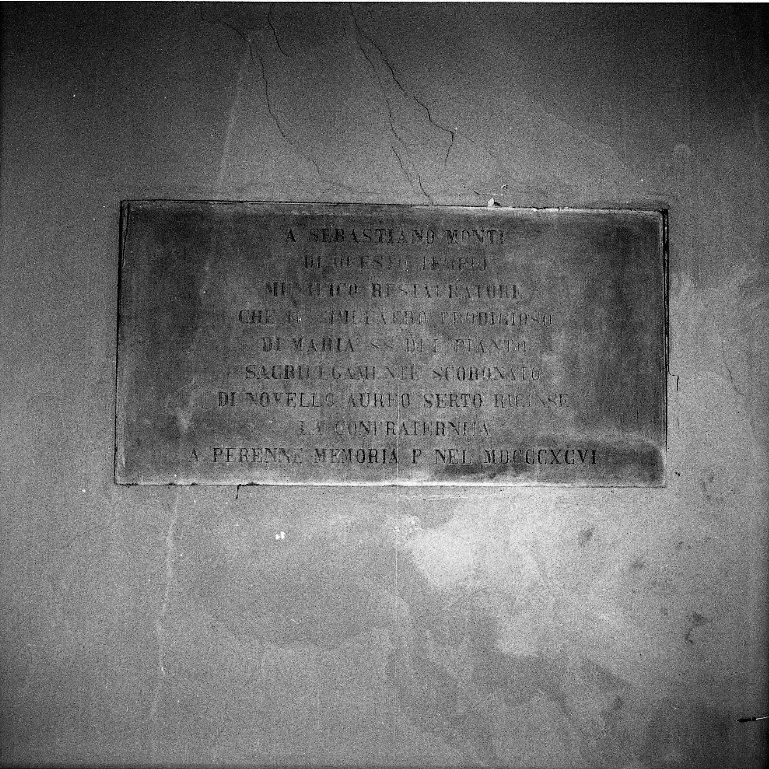 A SEBASTIANO MONTI
DI QUESTO TEMPIO
MUNIFICO RESTAURATORE
CHE IL SIMULACRO PRODIGIOSO
DI MARIA SS DEL PIANTO
SACRILEGAMENTE SCORONATO
DI NOVELLO AUREO SERTO RICINSE
LA CONFRATERNITA
A PERENNE MEMORIA P NEL MDCCCXCVI